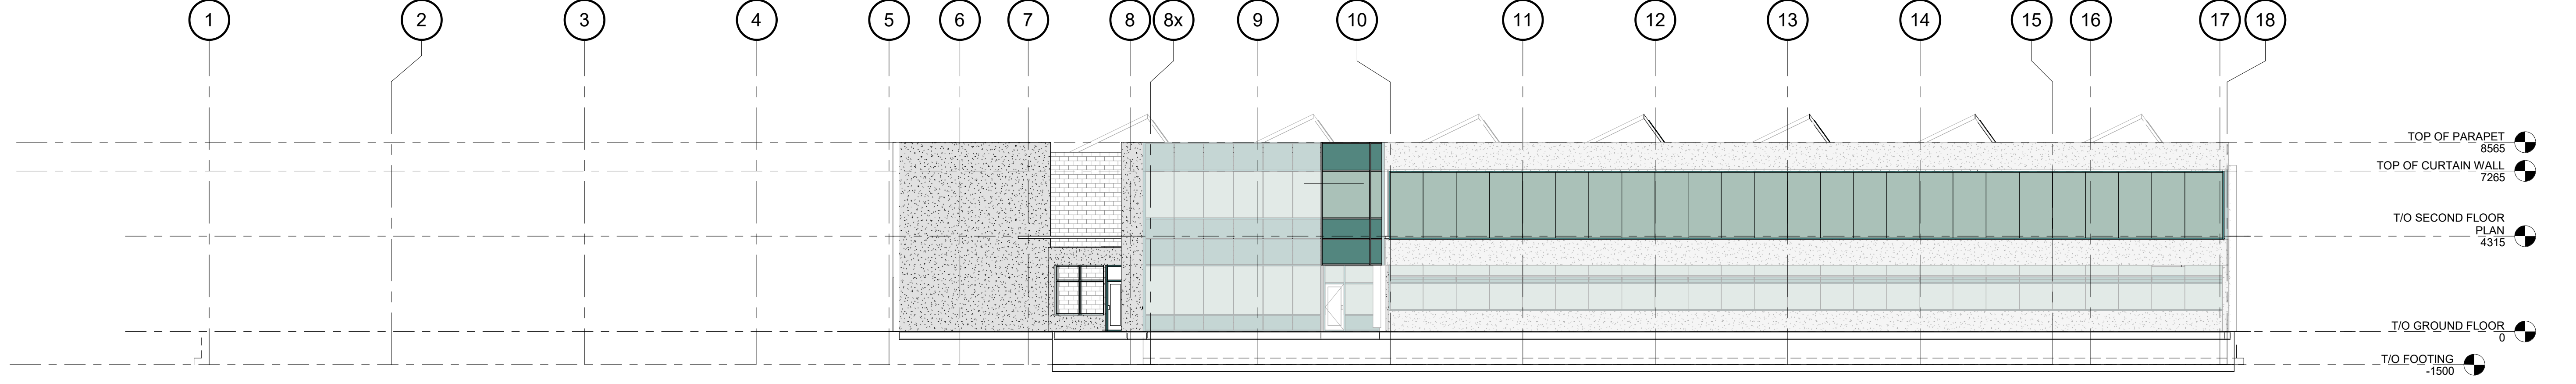 1 2 3 4 5 6 7 8 8x 9 10 11 12 13 14 15 16 17 18
TOP OF PARAPET
8565
TOP OF CURTAIN WALL
7265
T/O SECOND FLOOR
PLAN
4315
T/O GROUND FLOOR
0
T/O FOOTING
-1500